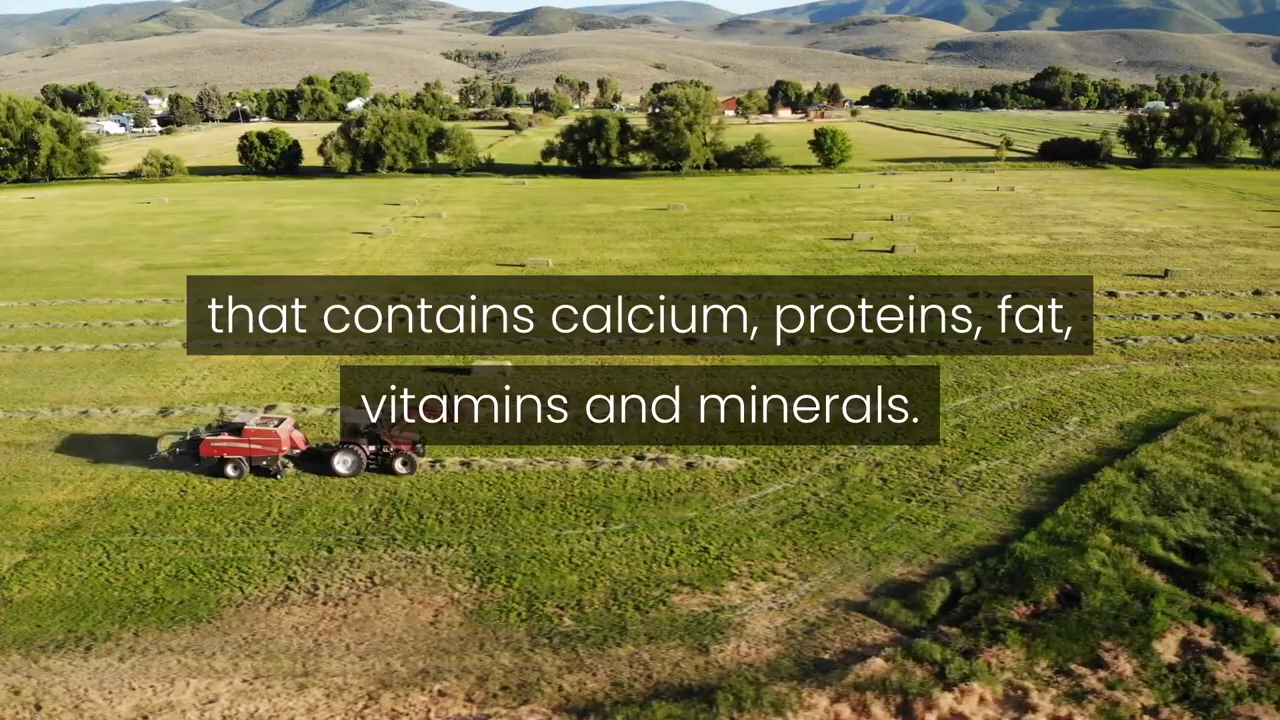 that contains calcium, proteins, fat,
vitamins and minerals.